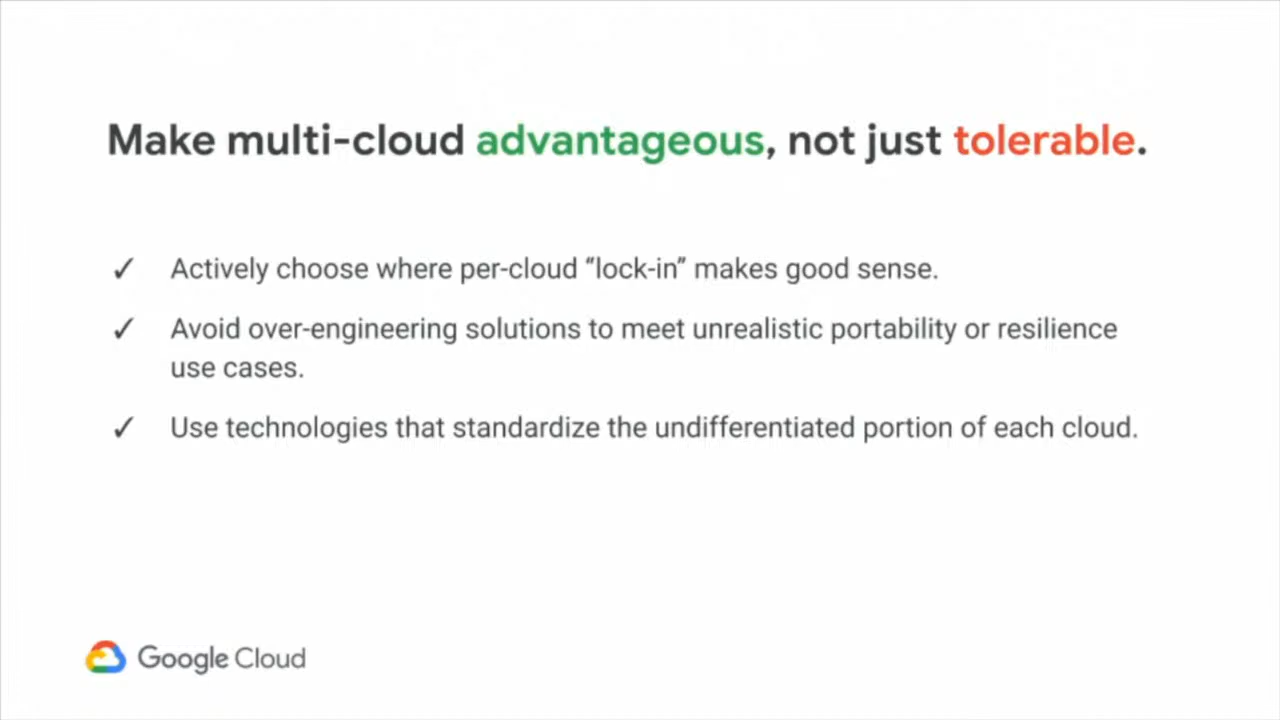 Make multi-cloud advantageous, not just tolerable.
✓ Actively choose where per-cloud “lock-in” makes good sense.
✓ Avoid over-engineering solutions to meet unrealistic portability or resilience
use cases.
✓ Use technologies that standardize the undifferentiated portion of each cloud.
Google Cloud